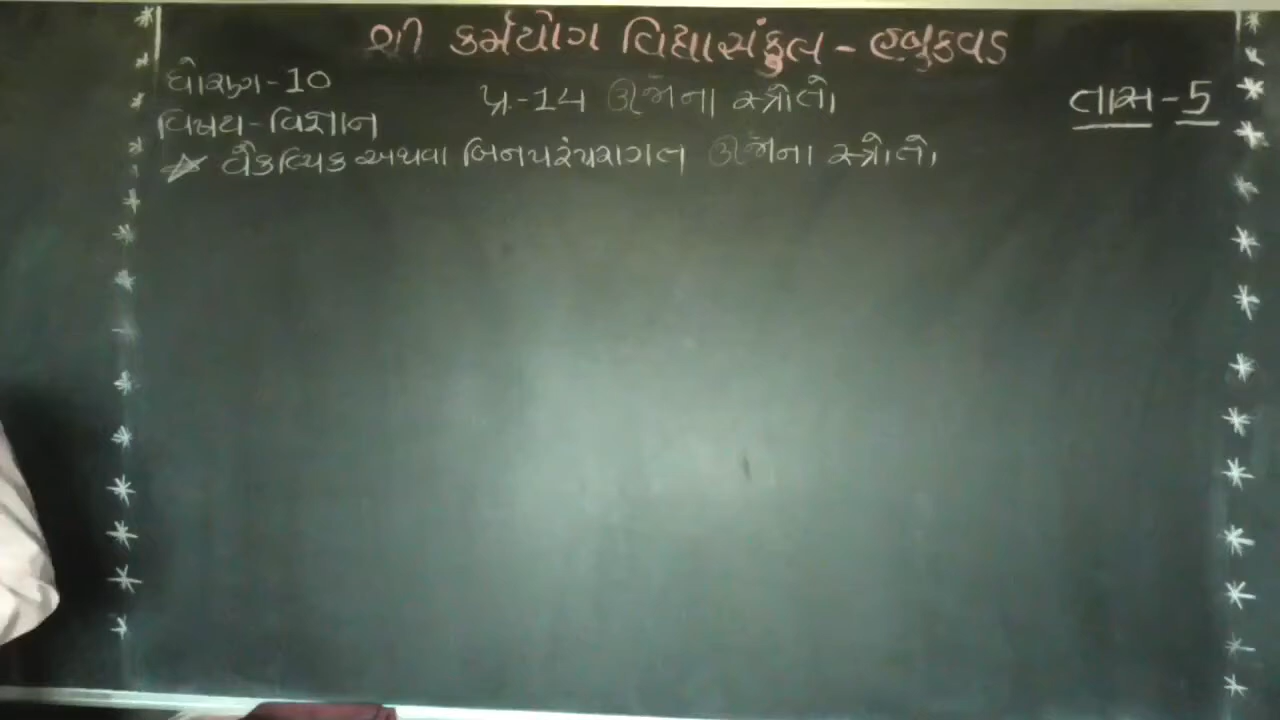 શ્રી કર્મયોગ વિદ્યાસંકુલ - હબુકવડ
ધોરણ - 10
પ્ર. - 14 ઊર્જાના સ્ત્રોતો.
તાસ - 5
વિષય - વિજ્ઞાન
વૈકલ્પિક અથવા બિનપરંપરાગત ઊર્જાના સ્ત્રોતો.